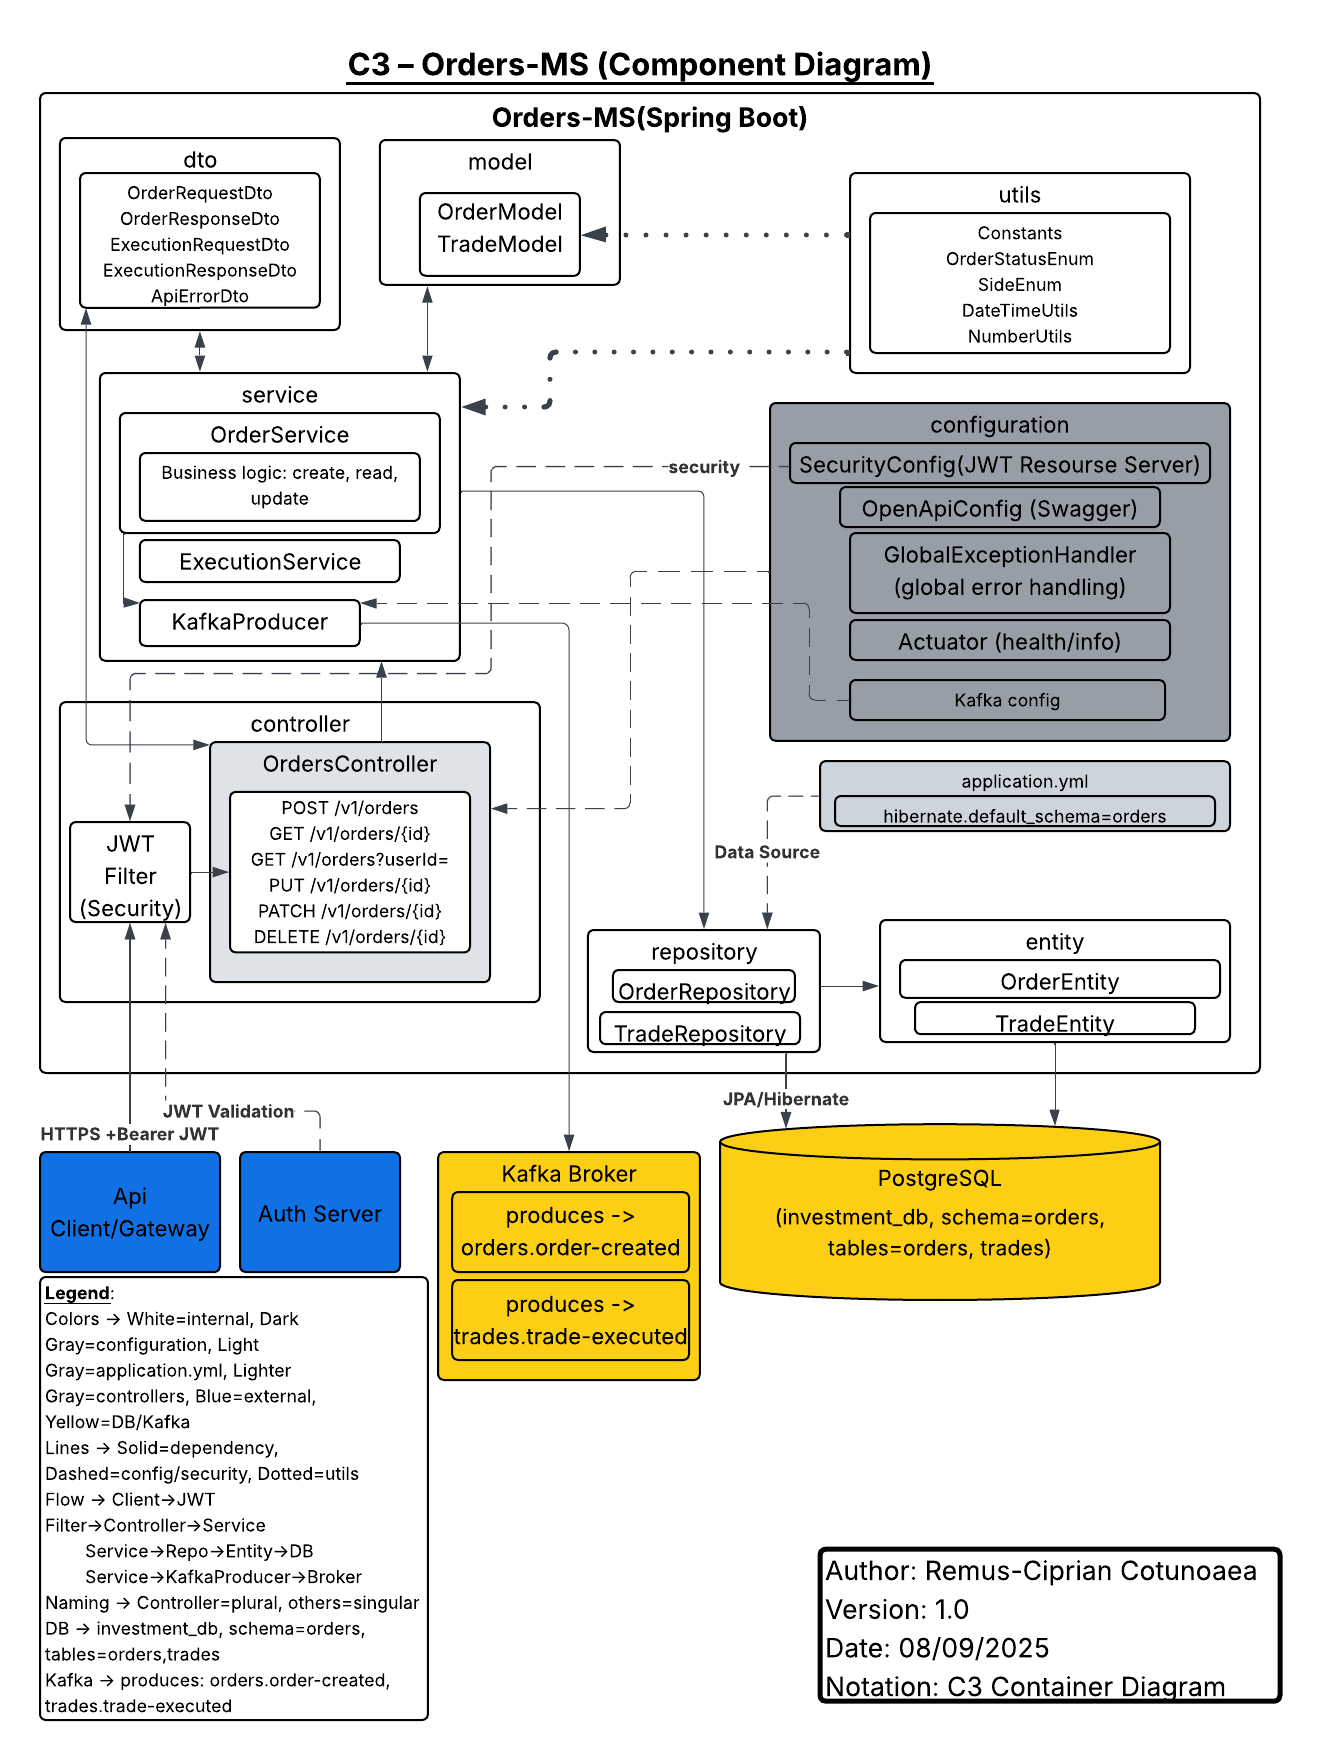 C3 – Orders-MS (Component Diagram)
Orders-MS(Spring Boot)
dto
OrderRequestDto
OrderResponseDto
ExecutionRequestDto
ExecutionResponseDto
ApiErrorDto
model
OrderModel
TradeModel
utils
Constants
OrderStatusEnum
SideEnum
DateTimeUtils
NumberUtils
service
OrderService
Business logic: create, read,
update
ExecutionService
KafkaProducer
security
configuration
SecurityConfig(JWT Resourse Server)
OpenApiConfig (Swagger)
GlobalExceptionHandler
(global error handling)
Actuator (health/info)
Kafka config
controller
OrdersController
POST /v1/orders
GET /v1/orders/{id}
GET /v1/orders?userId=
PUT /v1/orders/{id}
PATCH /v1/orders/{id}
DELETE /v1/orders/{id}
JWT
Filter
(Security)
application.yml
hibernate.default_schema=orders
Data Source
repository
OrderRepository
TradeRepository
entity
OrderEntity
TradeEntity
JPA/Hibernate
JWT Validation
HTTPS +Bearer JWT
Api
Client/Gateway
Auth Server
Kafka Broker
produces ->
orders.order-created
produces ->
trades.trade-executed
PostgreSQL
(investment_db, schema=orders,
tables=orders, trades)
Legend:
Colors → White=internal, Dark
Gray=configuration, Light
Gray=application.yml, Lighter
Gray=controllers, Blue=external,
Yellow=DB/Kafka
Lines → Solid=dependency,
Dashed=config/security, Dotted=utils
Flow → Client→JWT
Filter→Controller→Service
Service→Repo→Entity→DB
Service→KafkaProducer→Broker
Naming → Controller=plural, others=singular
DB → investment_db, schema=orders,
tables=orders,trades
Kafka → produces: orders.order-created,
trades.trade-executed
Author: Remus-Ciprian Cotunoaea
Version: 1.0
Date: 08/09/2025
Notation: C3 Container Diagram